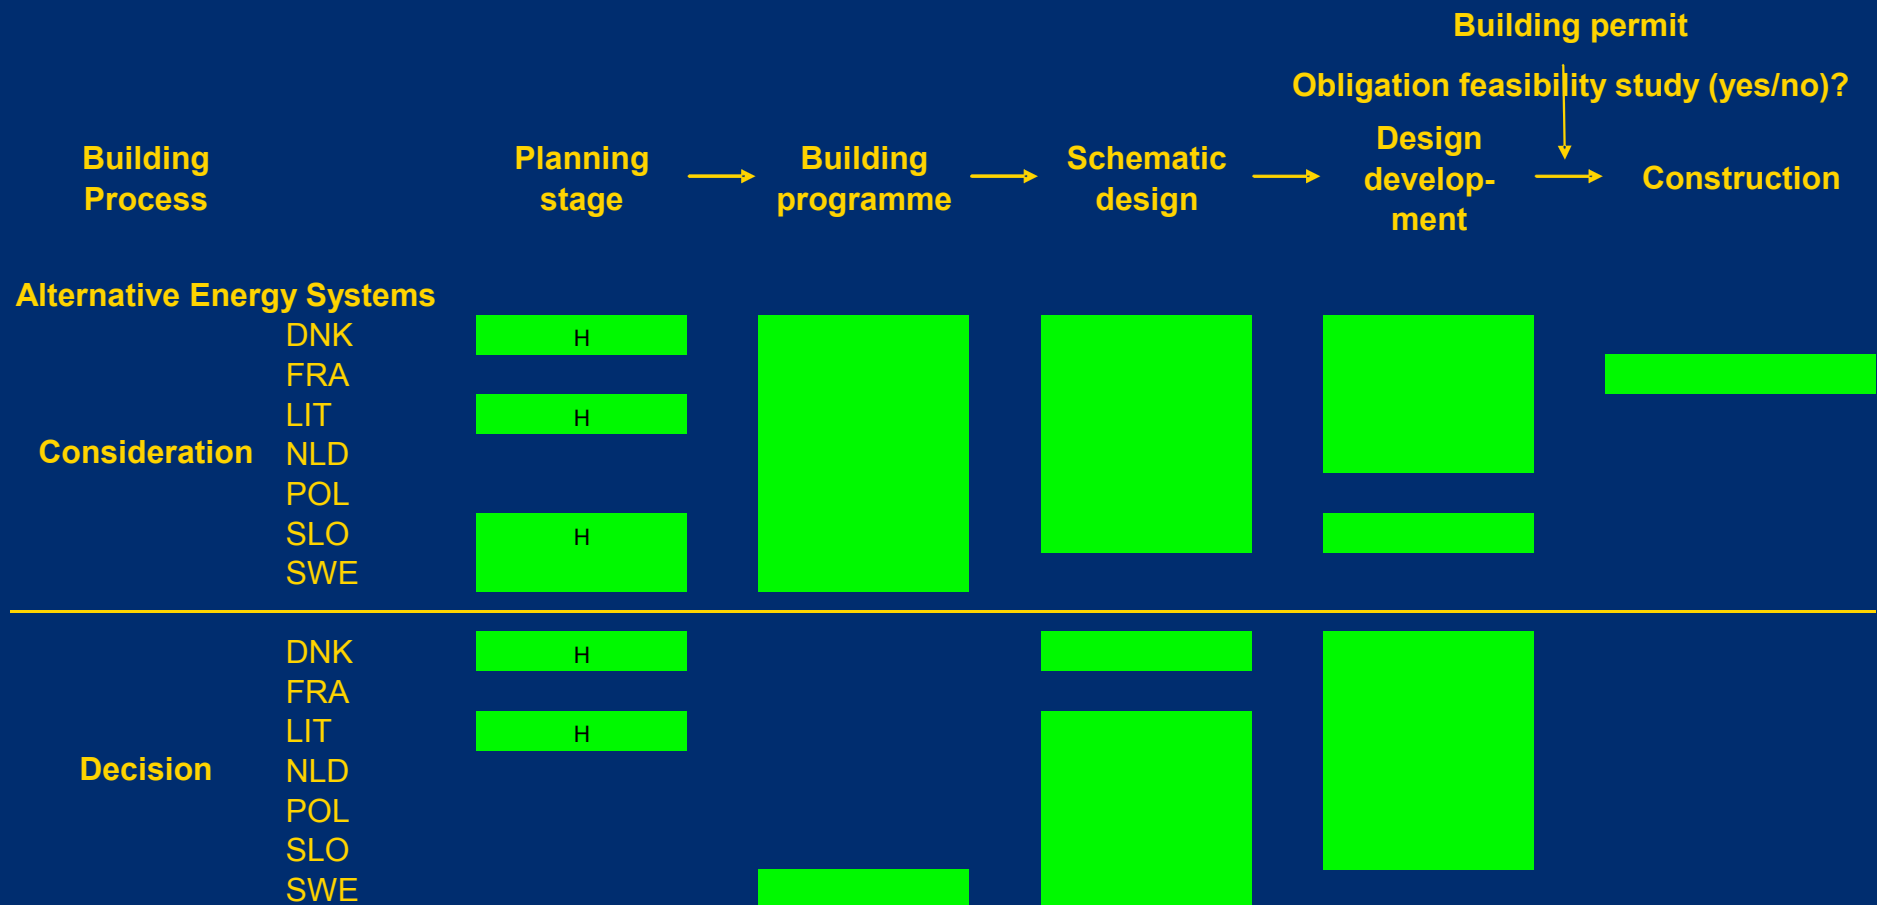 Building permit
Obligation feasibility study (yes/no)?
Building
Process
Planning
stage
Building
programme
Schematic
design
Design
develop-
ment
Construction
Alternative Energy Systems
Consideration
DNK H
FRA
LIT H
NLD
POL
SLO H
SWE
Decision
DNK H
FRA
LIT H
NLD
POL
SLO
SWE